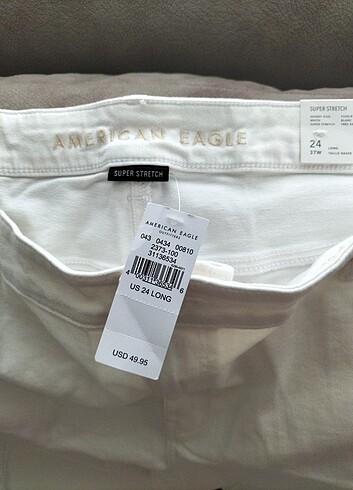 AMERICAN EAGLE
SUPER STRETCH
SUPER STRETCH
24
37W
LONG
AMERICAN EAGLE
OUTFITTERS
043 0434 00810
2373-100
31136534
US 24 LONG
USD 49.95